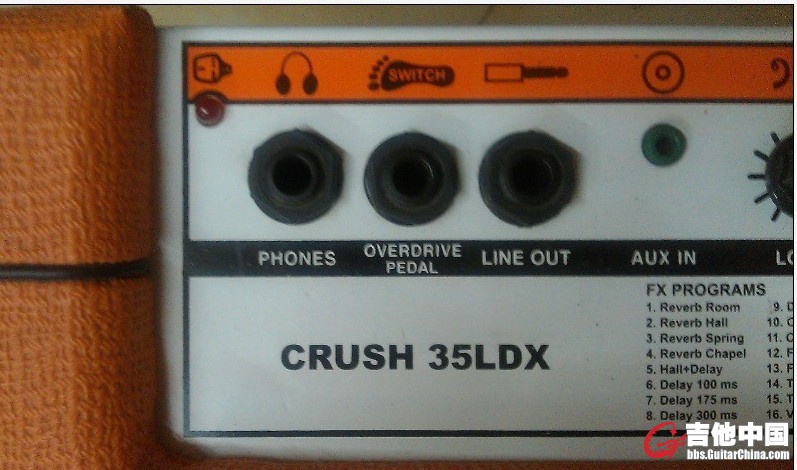 SWITCH
PHONES
OVERDRIVE
PEDAL
LINE OUT
AUX IN
LO
CRUSH 35LDX
FX PROGRAMS
1. Reverb Room
2. Reverb Hall
3. Reverb Spring
4. Reverb Chapel
5. Hall+Delay
6. Delay 100 ms
7. Delay 175 ms
8. Delay 300 ms
9. D
10. C
11. C
12. F
13. F
14. T
15. T
16. V
吉他中国
bbs.GuitarChina.com